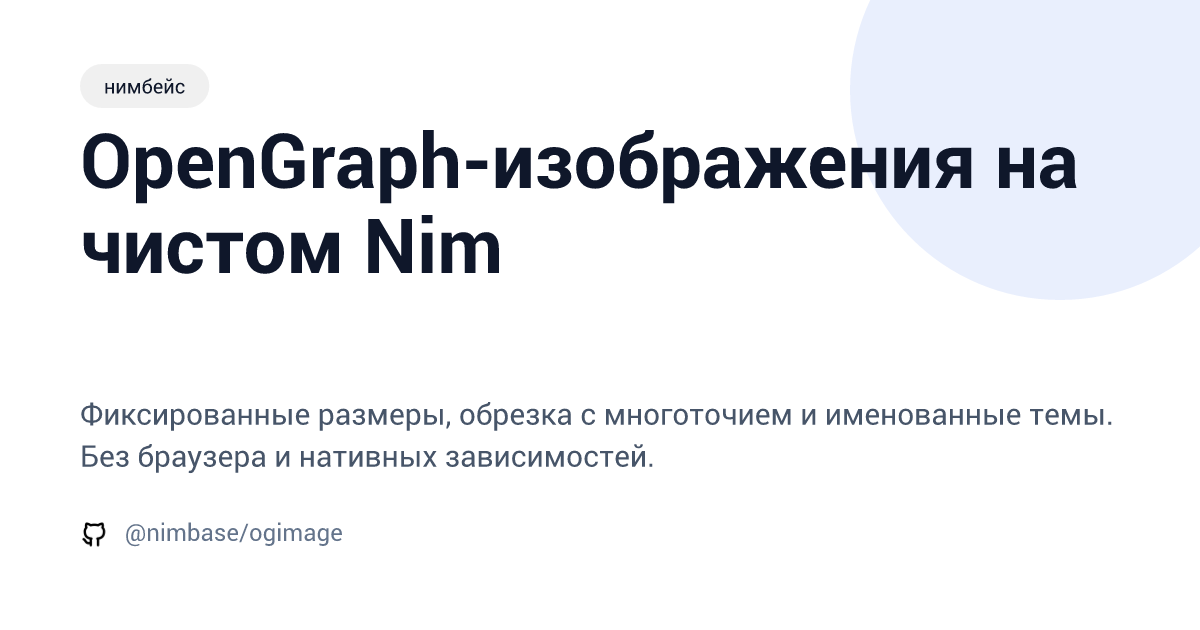 нимбейс
OpenGraph-изображения на
чистом Nim
Фиксированные размеры, обрезка с многоточием и именованные темы.
Без браузера и нативных зависимостей.
@nimbase/ogimage